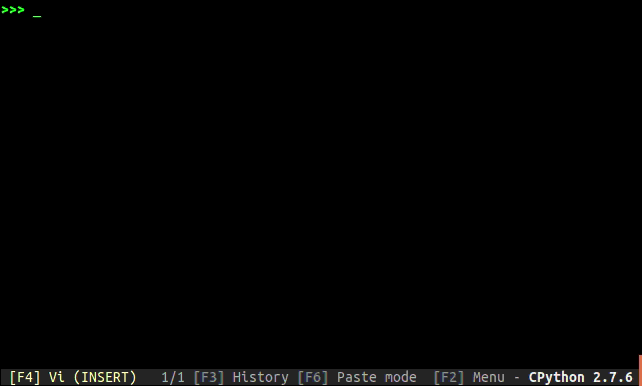 >>> _
[F4] Vi (INSERT) 1/1 [F3] History [F6] Paste mode [F2] Menu - CPython 2.7.6